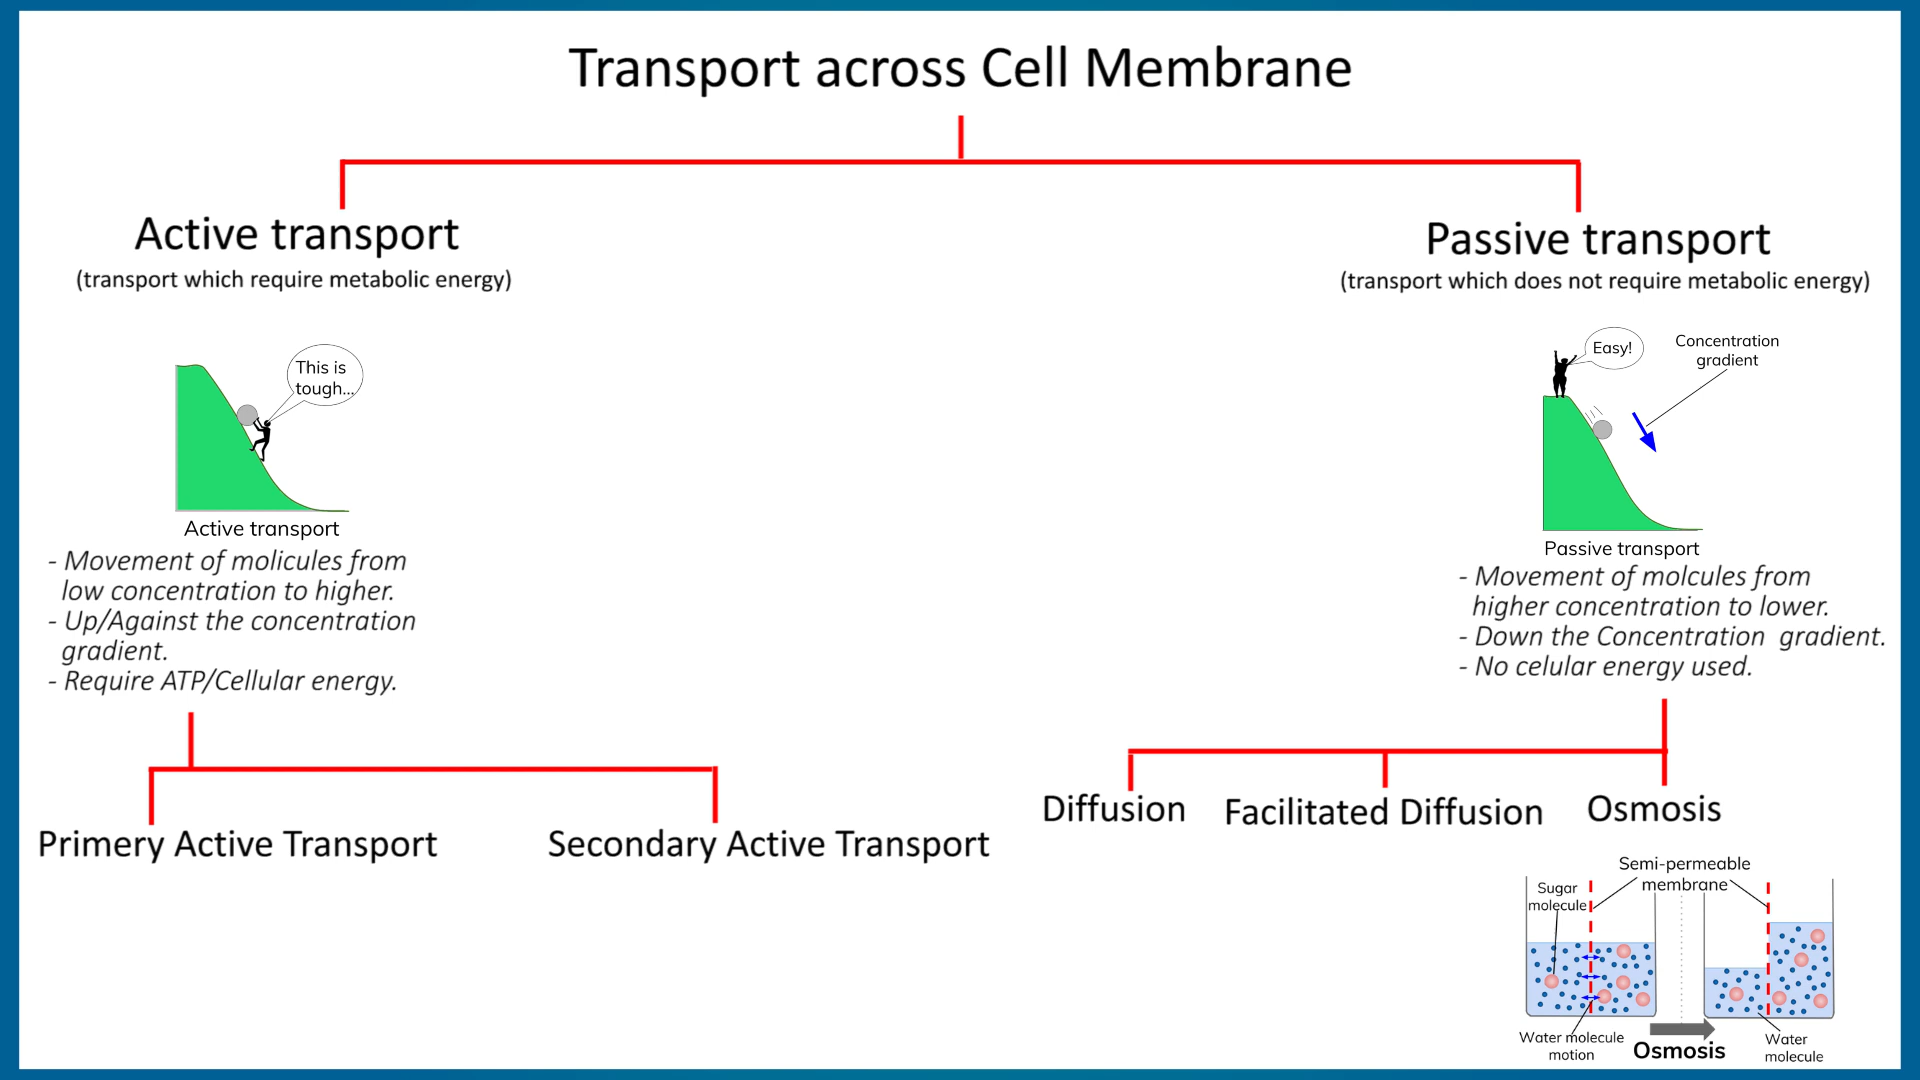 Transport across Cell Membrane
Active transport
(transport which require metabolic energy)
This is
tough...
Active transport
- Movement of molicules from
low concentration to higher.
- Up/Against the concentration
gradient.
- Require ATP/Cellular energy.
Primery Active Transport
Secondary Active Transport
Passive transport
(transport which does not require metabolic energy)
Easy!
Concentration
gradient
Passive transport
- Movement of molcules from
higher concentration to lower.
- Down the Concentration gradient.
- No celular energy used.
Diffusion
Facilitated Diffusion
Osmosis
Semi-permeable
membrane
Sugar
molecule
Water molecule
motion
Osmosis
Water
molecule